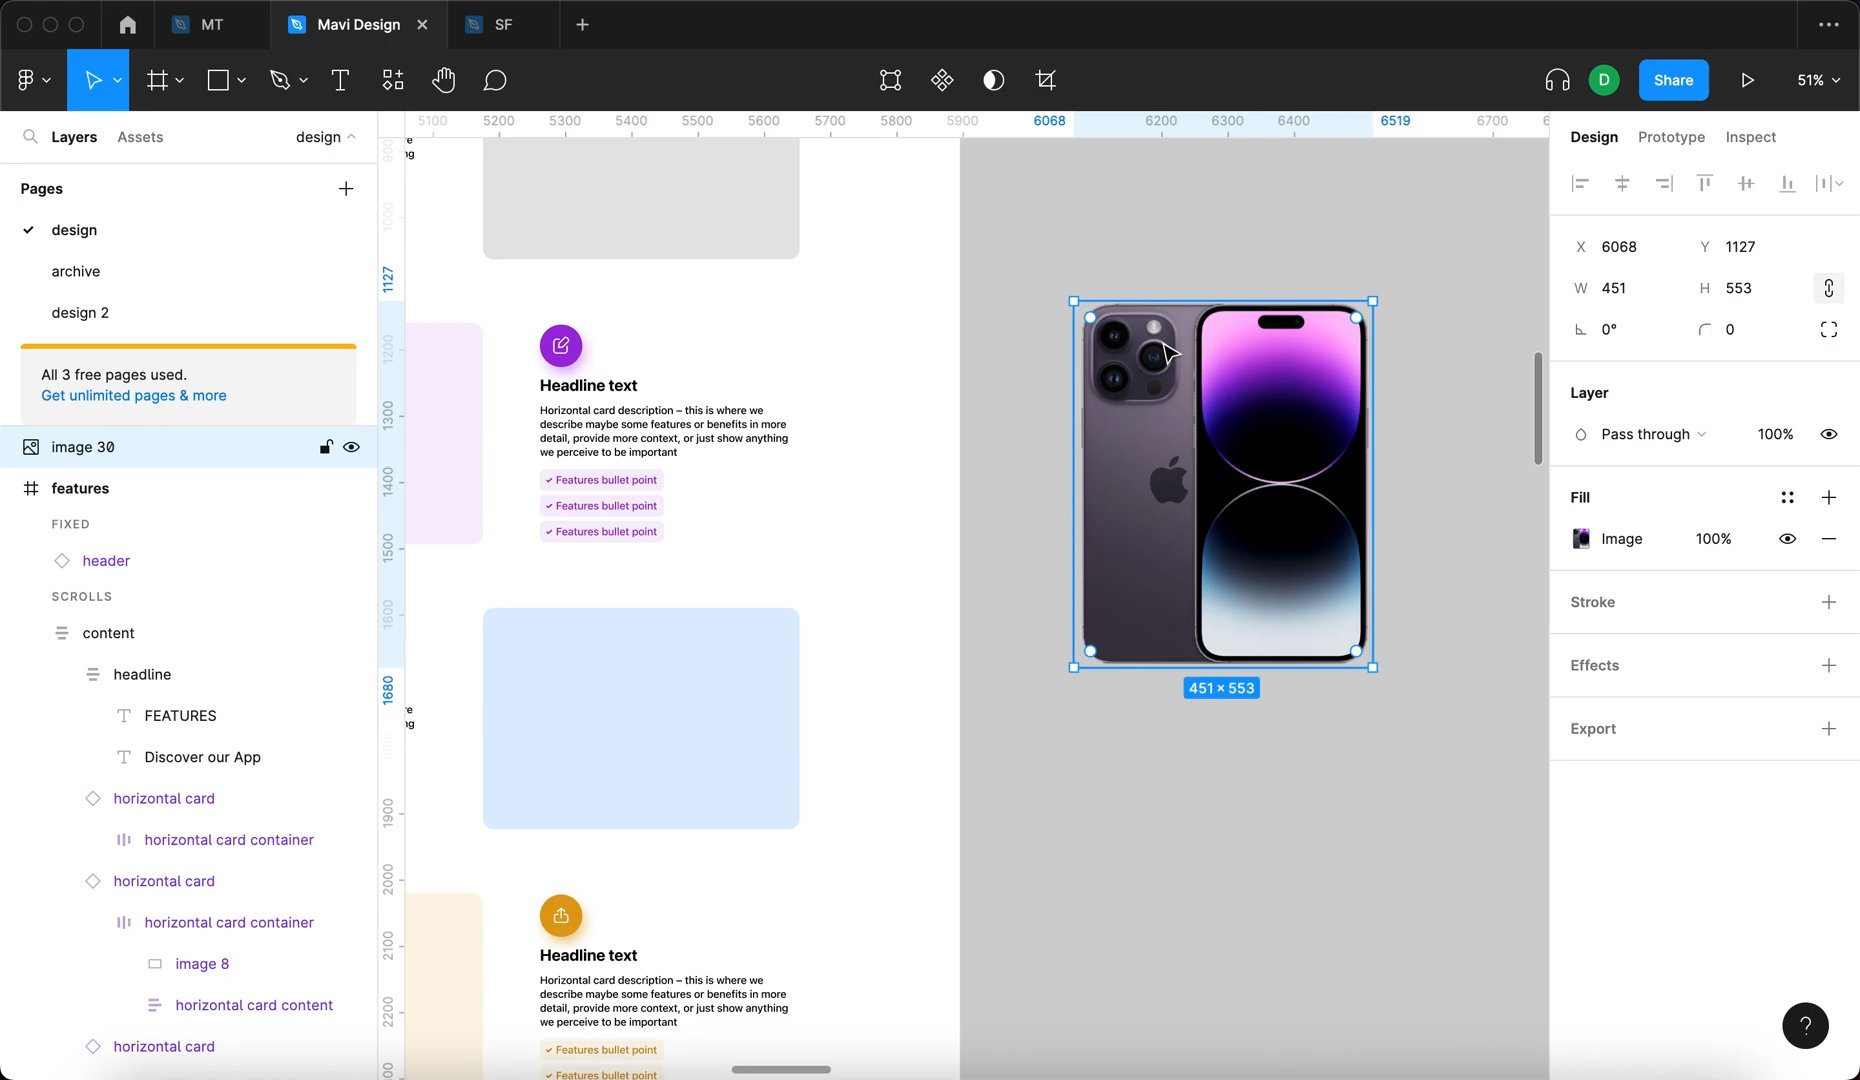 MT
Mavi Design
SF
D
Share
51%
Layers
Assets
design
Pages
design
archive
design 2
All 3 free pages used.
Get unlimited pages & more
image 30
features
FIXED
header
SCROLLS
content
headline
FEATURES
Discover our App
horizontal card
horizontal card container
horizontal card
horizontal card container
image 8
horizontal card content
horizontal card
5100
5200
5300
5400
5500
5600
5700
5800
5900
6068
6200
6300
6400
6519
6700
900
1000
1127
1200
1300
1400
1500
1600
1680
1900
2000
2100
2200
ng
Headline text
Horizontal card description – this is where we
describe maybe some features or benefits in more
detail, provide more context, or just show anything
we perceive to be important
✓ Features bullet point
✓ Features bullet point
✓ Features bullet point
re
ng
Headline text
Horizontal card description – this is where we
describe maybe some features or benefits in more
detail, provide more context, or just show anything
we perceive to be important
✓ Features bullet point
✓ Features bullet point
451 × 553
Design
Prototype
Inspect
X 6068 Y 1127
W 451 H 553
0° 0
Layer
Pass through 100%
Fill
Image 100%
Stroke
Effects
Export
?